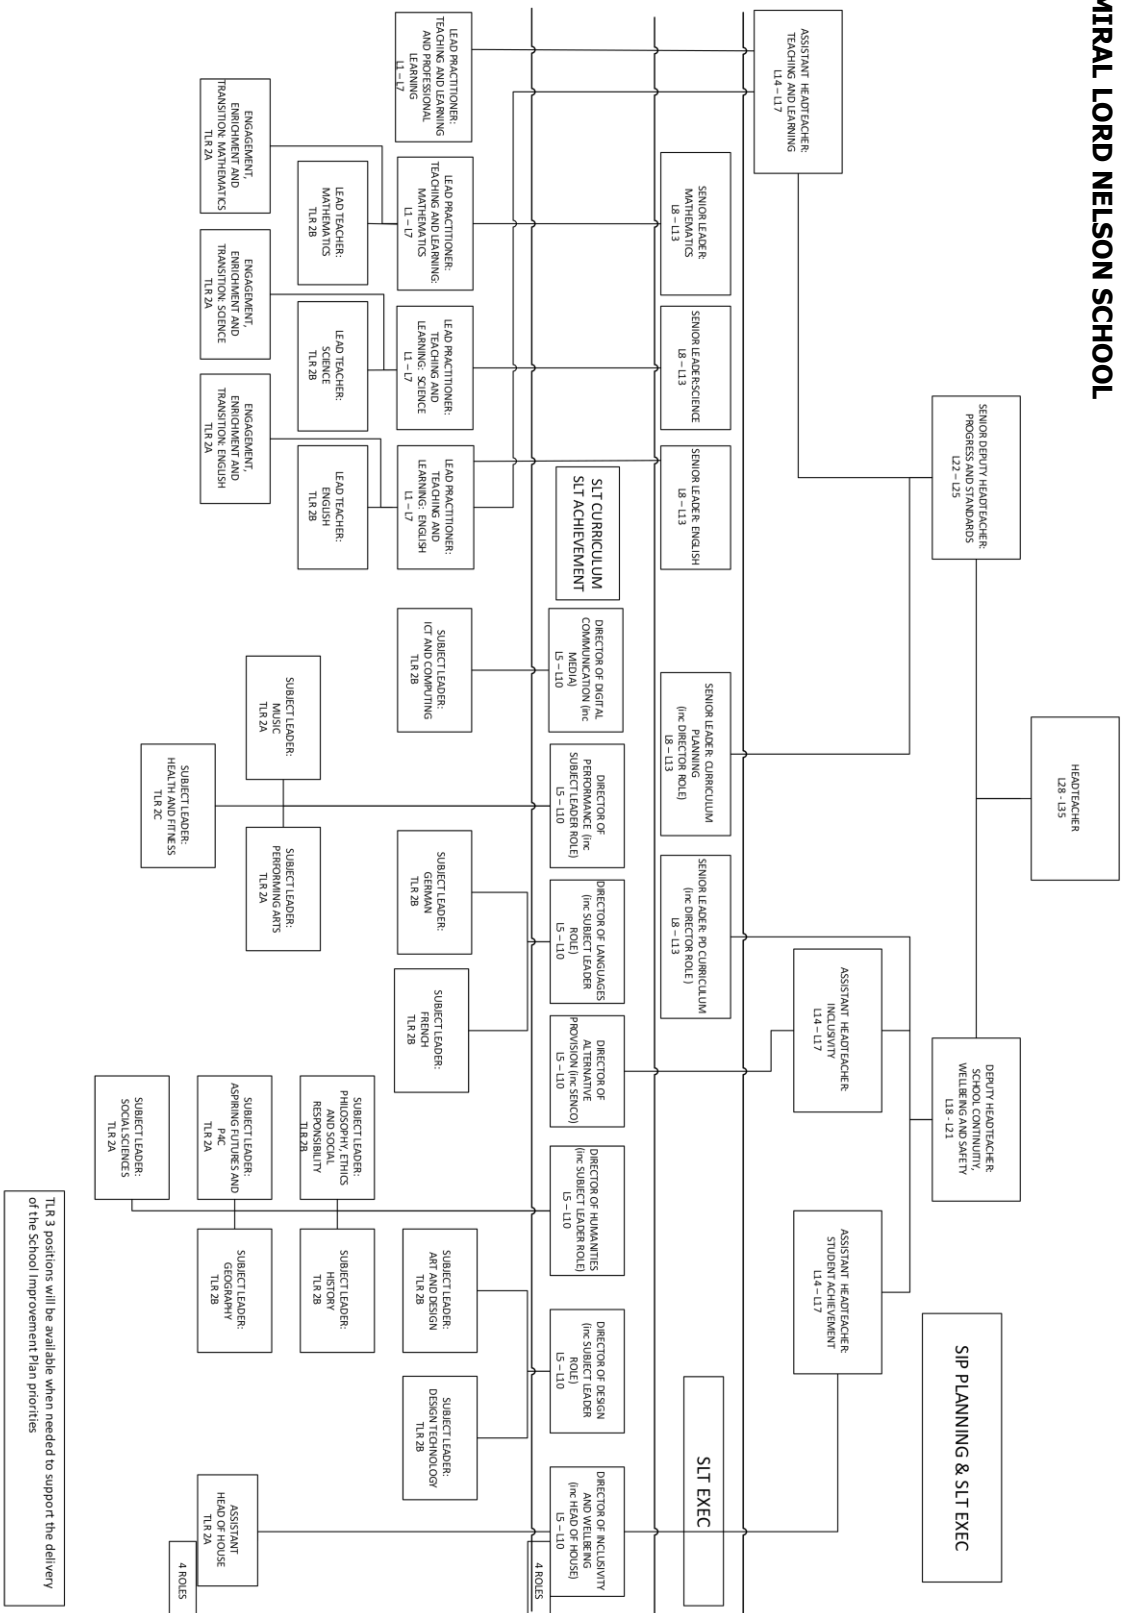 MIRAL LORD NELSON SCHOOL
HEADTEACHER
L28 - L35
SENIOR DEPUTY HEADTEACHER:
PROGRESS AND STANDARDS
L22 – L25
DEPUTY HEADTEACHER:
SCHOOL CONTINUITIY,
WELLBEING AND SAFETY
L18 - L21
SIP PLANNING & SLT EXEC
ASSISTANT HEADTEACHER:
TEACHING AND LEARNING
L14 – L17
ASSISTANT HEADTEACHER:
INCLUSIVITY
L14 – L17
ASSISTANT HEADTEACHER:
STUDENT ACHIEVEMENT
L14 – L17
SENIOR LEADER:
MATHEMATICS
L8 – L13
SENIOR LEADER:SCIENCE
L8 – L13
SENIOR LEADER: ENGLISH
L8 – L13
SENIOR LEADER: CURRICULUM
PLANNING
(inc DIRECTOR ROLE)
L8 – L13
SENIOR LEADER: PD CURRICULUM
(inc DIRECTOR ROLE)
L8 – L13
SLT EXEC
SLT CURRICULUM
SLT ACHIEVEMENT
DIRECTOR OF DIGITAL
COMMUNICATION (inc
MEDIA)
L5 – L10
DIRECTOR OF
PERFORMANCE (inc
SUBJECT LEADER ROLE)
L5 – L10
DIRECTOR OF LANGUAGES
(inc SUBJECT LEADER
ROLE)
L5 – L10
DIRECTOR OF
ALTERNATIVE
PROVISION (inc SENCO)
L5 – L10
DIRECTOR OF HUMANITIES
(inc SUBJECT LEADER ROLE)
L5 – L10
DIRECTOR OF DESIGN
(inc SUBJECT LEADER
ROLE)
L5 – L10
DIRECTOR OF INCLUSIVITY
AND WELLBEING
(inc HEAD OF HOUSE)
L5 – L10
4 ROLES
LEAD PRACTITIONER:
TEACHING AND LEARNING
AND PROFESSIONAL
LEARNING
L1 – L7
LEAD PRACTITIONER:
TEACHING AND LEARNING:
MATHEMATICS
L1 – L7
LEAD PRACTITIONER:
TEACHING AND
LEARNING: SCIENCE
L1 – L7
LEAD PRACTITIONER:
TEACHING AND
LEARNING: ENGLISH
L1 – L7
SUBJECT LEADER:
ICT AND COMPUTING
TLR 2B
SUBJECT LEADER:
GERMAN
TLR 2B
SUBJECT LEADER:
FRENCH
TLR 2B
SUBJECT LEADER:
ART AND DESIGN
TLR 2B
SUBJECT LEADER:
DESIGN TECHNOLOGY
TLR 2B
LEAD TEACHER:
MATHEMATICS
TLR 2B
LEAD TEACHER:
SCIENCE
TLR 2B
LEAD TEACHER:
ENGLISH
TLR 2B
SUBJECT LEADER:
PHILOSOPHY, ETHICS
AND SOCIAL
RESPONSIBILITY
TLR 2B
SUBJECT LEADER:
HISTORY
TLR 2B
ENGAGEMENT,
ENRICHMENT AND
TRANSITION: MATHEMATICS
TLR 2A
ENGAGEMENT,
ENRICHMENT AND
TRANSITION: SCIENCE
TLR 2A
ENGAGEMENT,
ENRICHMENT AND
TRANSITION: ENGLISH
TLR 2A
SUBJECT LEADER:
MUSIC
TLR 2A
SUBJECT LEADER:
PERFORMING ARTS
TLR 2A
SUBJECT LEADER:
ASPIRING FUTURES AND
P4C
TLR 2A
SUBJECT LEADER:
GEOGRAPHY
TLR 2B
ASSISTANT
HEAD OF HOUSE
TLR 2A
4 ROLES
SUBJECT LEADER:
HEALTH AND FITNESS
TLR 2C
SUBJECT LEADER:
SOCIAL SCIENCES
TLR 2A
TLR 3 positions will be available when needed to support the delivery
of the School Improvement Plan priorities